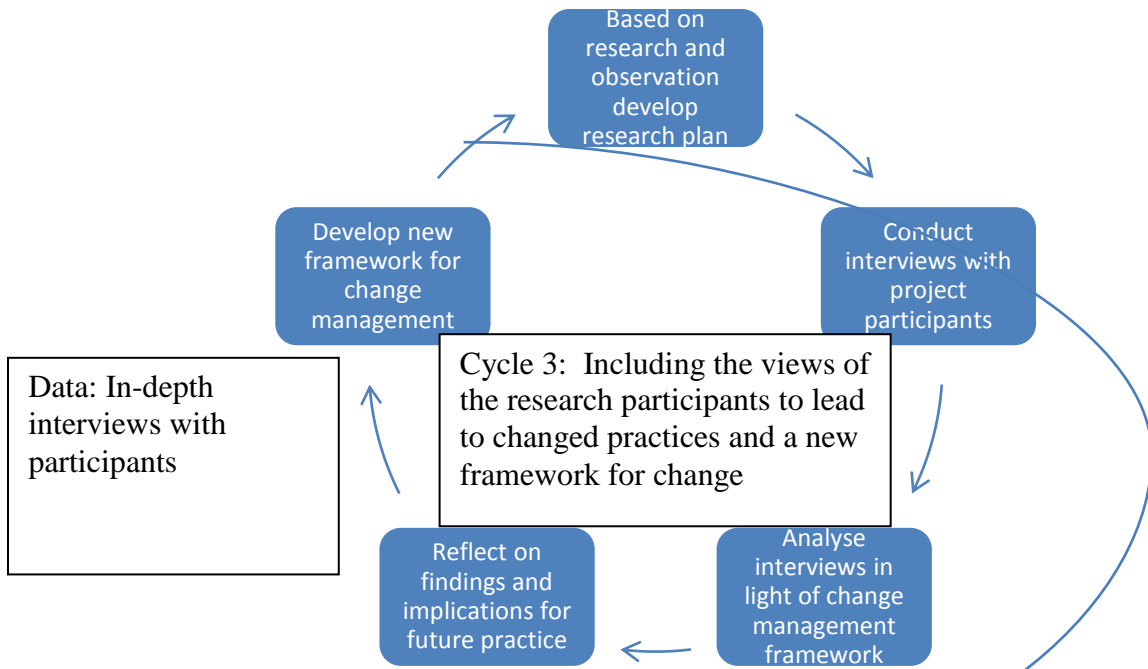 Based on
research and
observation
develop
research plan
Conduct
interviews with
project
participants
Analyse
interviews in
light of change
management
framework
Reflect on
findings and
implications for
future practice
Develop new
framework for
change
management
Cycle 3:  Including the views of
the research participants to lead
to changed practices and a new
framework for change
Data: In-depth
interviews with
participants